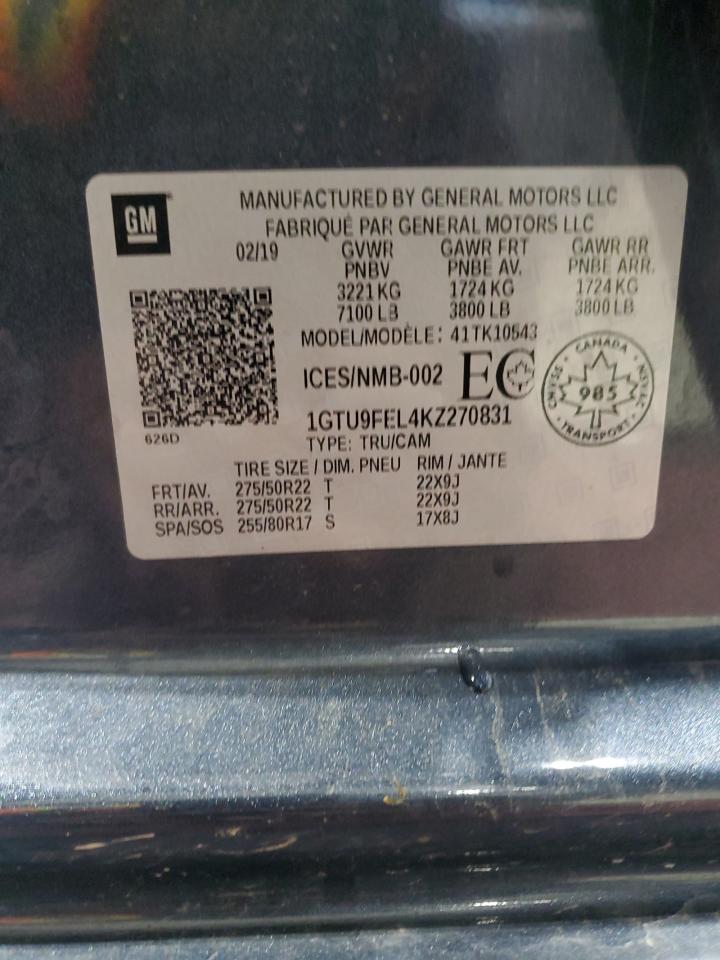 GM
MANUFACTURED BY GENERAL MOTORS LLC
FABRIQUÉ PAR GENERAL MOTORS LLC
02/19 GVWR GAWR FRT GAWR RR
PNBV PNBE AV. PNBE ARR.
3221 KG 1724 KG 1724 KG
7100 LB 3800 LB 3800 LB
MODEL/MODÈLE: 41TK10543
ICES/NMB-002 EC
CANADA
985
TRANSPORT
1GTU9FEL4KZ270831
626D
TYPE: TRU/CAM
TIRE SIZE / DIM. PNEU RIM / JANTE
FRT/AV. 275/50R22 T 22X9J
RR/ARR. 275/50R22 T 22X9J
SPA/SOS 255/80R17 S 17X8J